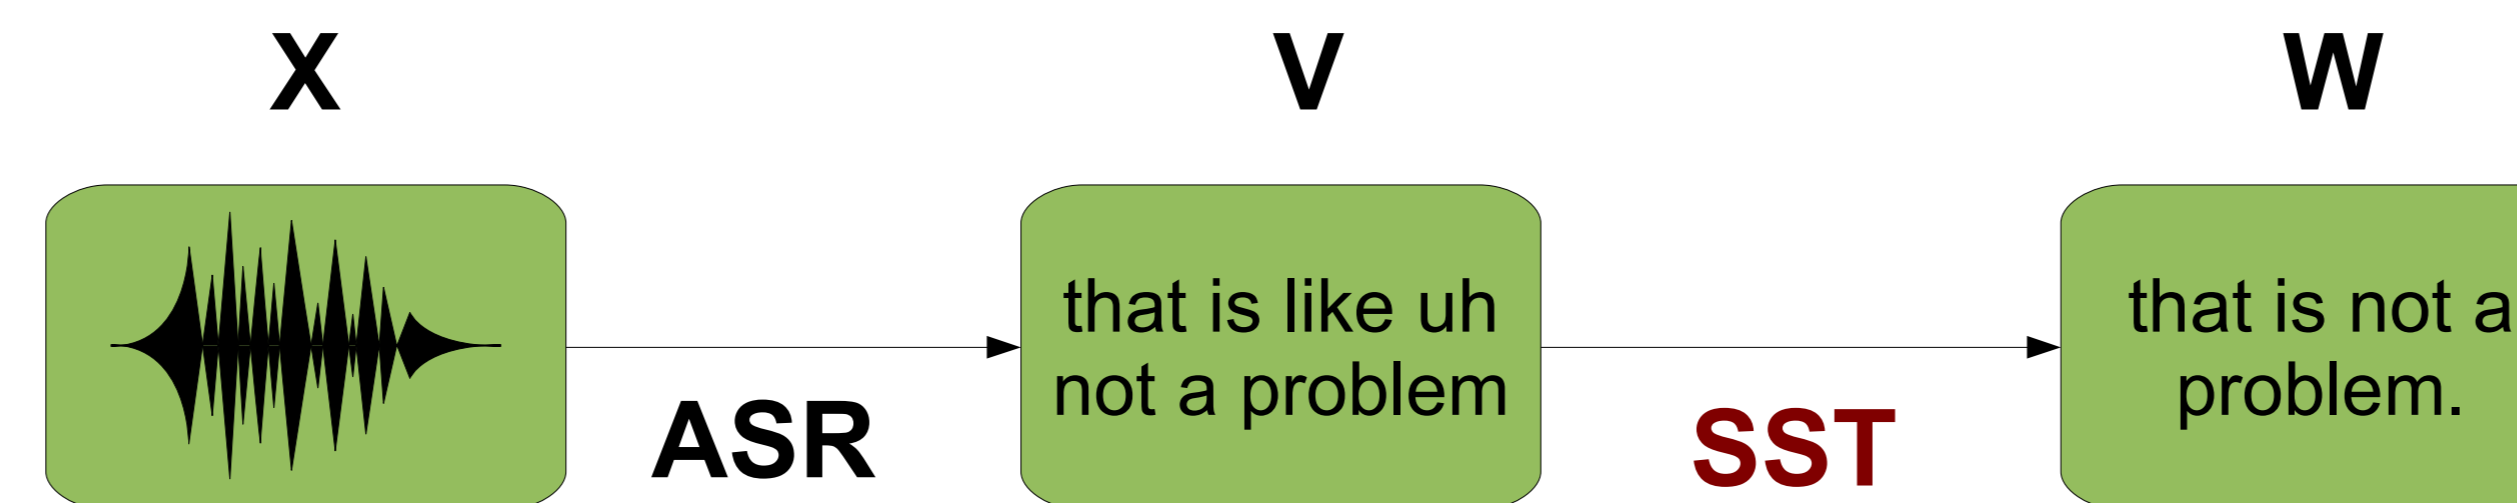 X
V
W
that is like uh
not a problem
that is not a
problem.
ASR
SST